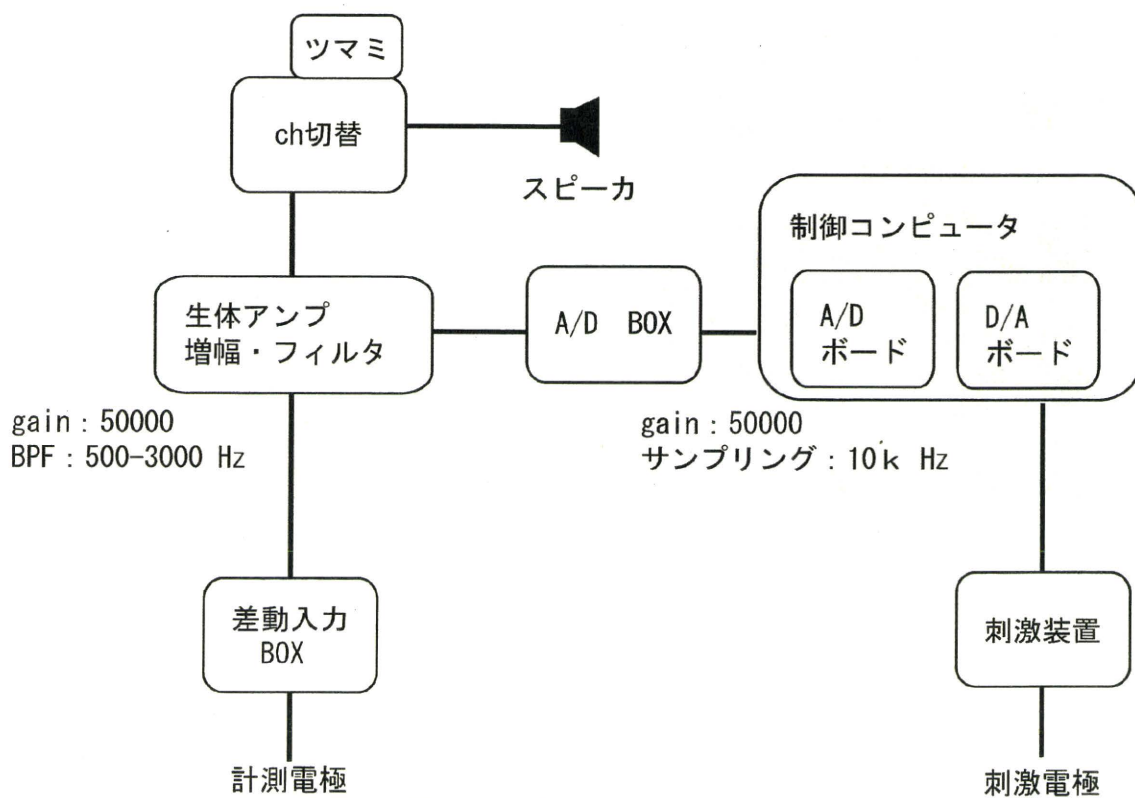 ツマミ
ch切替
スピーカ
制御コンピュータ
生体アンプ
増幅・フィルタ
A/D BOX
A/D
ボード
D/A
ボード
gain：50000
BPF：500-3000 Hz
gain：50000
サンプリング：10k Hz
差動入力
BOX
刺激装置
計測電極
刺激電極